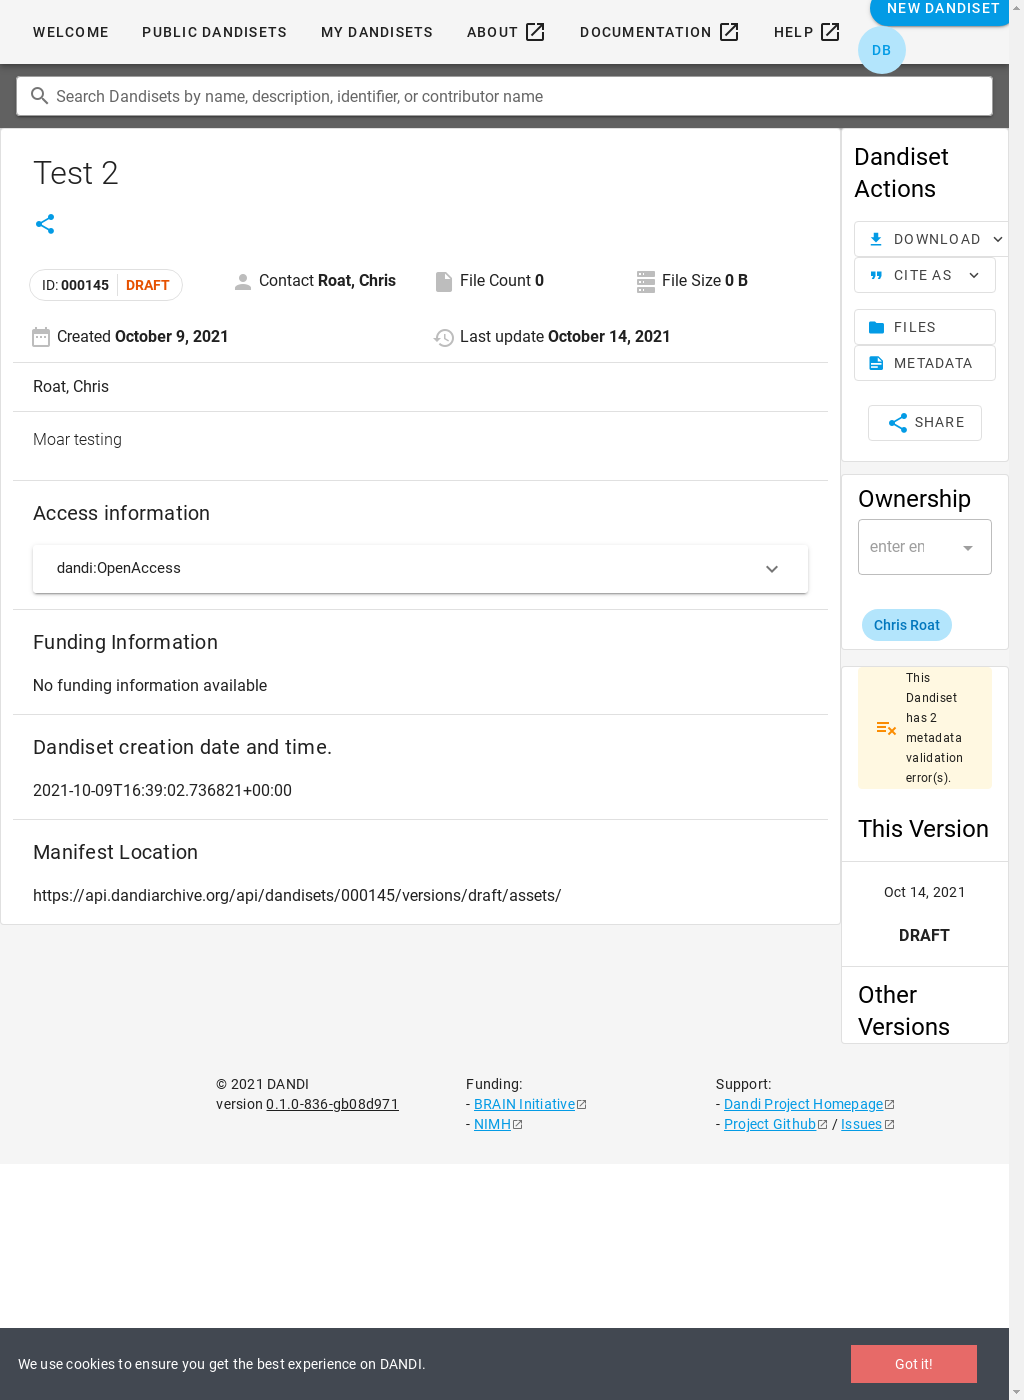 WELCOME PUBLIC DANDISETS MY DANDISETS ABOUT DOCUMENTATION HELP NEW DANDISET
DB
Search Dandisets by name, description, identifier, or contributor name
Test 2
ID: 000145 DRAFT
Contact Roat, Chris
File Count 0
File Size 0 B
Created October 9, 2021
Last update October 14, 2021
Roat, Chris
Moar testing
Access information
dandi:OpenAccess
Funding Information
No funding information available
Dandiset creation date and time.
2021-10-09T16:39:02.736821+00:00
Manifest Location
https://api.dandiarchive.org/api/dandisets/000145/versions/draft/assets/
Dandiset
Actions
DOWNLOAD
CITE AS
FILES
METADATA
SHARE
Ownership
enter en
Chris Roat
This
Dandiset
has 2
metadata
validation
error(s).
This Version
Oct 14, 2021
DRAFT
Other
Versions
© 2021 DANDI
version 0.1.0-836-gb08d971
Funding:
- BRAIN Initiative
- NIMH
Support:
- Dandi Project Homepage
- Project Github / Issues
We use cookies to ensure you get the best experience on DANDI.
Got it!